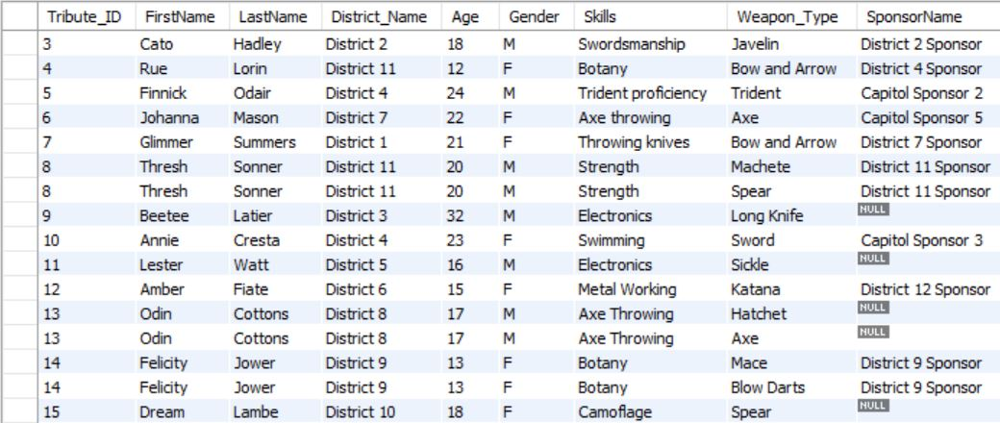 Tribute_ID FirstName LastName District_Name Age Gender Skills Weapon_Type SponsorName
3 Cato Hadley District 2 18 M Swordsmanship Javelin District 2 Sponsor
4 Rue Lorin District 11 12 F Botany Bow and Arrow District 4 Sponsor
5 Finnick Odair District 4 24 M Trident proficiency Trident Capitol Sponsor 2
6 Johanna Mason District 7 22 F Axe throwing Axe Capitol Sponsor 5
7 Glimmer Summers District 1 21 F Throwing knives Bow and Arrow District 7 Sponsor
8 Thresh Sonner District 11 20 M Strength Machete District 11 Sponsor
8 Thresh Sonner District 11 20 M Strength Spear District 11 Sponsor
9 Beetee Latier District 3 32 M Electronics Long Knife NULL
10 Annie Cresta District 4 23 F Swimming Sword Capitol Sponsor 3
11 Lester Watt District 5 16 M Electronics Sickle NULL
12 Amber Fiate District 6 15 F Metal Working Katana District 12 Sponsor
13 Odin Cottons District 8 17 M Axe Throwing Hatchet NULL
13 Odin Cottons District 8 17 M Axe Throwing Axe NULL
14 Felicity Jower District 9 13 F Botany Mace District 9 Sponsor
14 Felicity Jower District 9 13 F Botany Blow Darts District 9 Sponsor
15 Dream Lambe District 10 18 F Camoflage Spear NULL